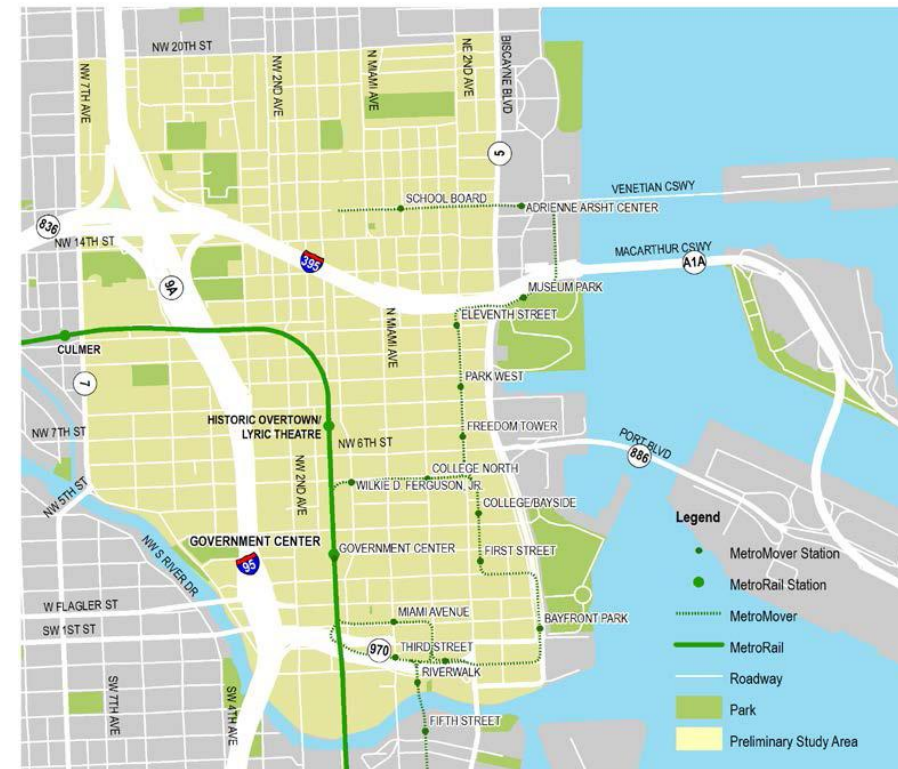 NW 20TH ST
NW 7TH AVE
NW 2ND AVE
N MIAMI AVE
NE 2ND AVE
BISCAYNE BLVD
5
SCHOOL BOARD
ADRIENNE ARSHT CENTER
VENETIAN CSWY
836
NW 14TH ST
9A
395
MACARTHUR CSWY
A1A
MUSEUM PARK
ELEVENTH STREET
N MIAMI AVE
CULMER
7
PARK WEST
HISTORIC OVERTOWN/
LYRIC THEATRE
NW 7TH ST
NW 6TH ST
FREEDOM TOWER
PORT BLVD
886
NW 2ND AVE
COLLEGE NORTH
WILKIE D. FERGUSON, JR.
NW 5TH ST
COLLEGE/BAYSIDE
NW S RIVER DR
GOVERNMENT CENTER
GOVERNMENT CENTER
FIRST STREET
95
W FLAGLER ST
SW 1ST ST
MIAMI AVENUE
BAYFRONT PARK
970
THIRD STREET
RIVERWALK
SW 7TH AVE
SW 4TH AVE
FIFTH STREET
Legend
MetroMover Station
MetroRail Station
MetroMover
MetroRail
Roadway
Park
Preliminary Study Area